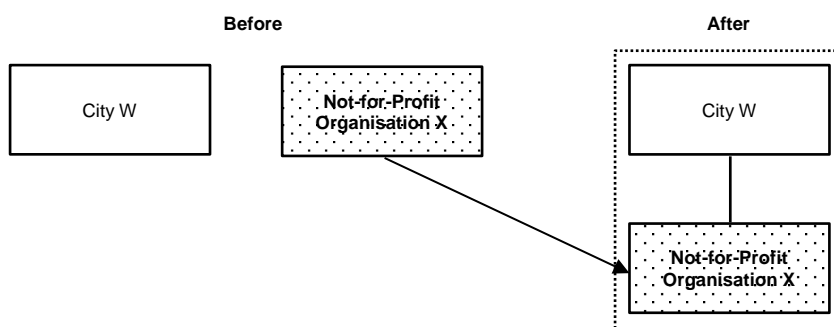 Before
After
City W
Not-for-Profit
Organisation X
City W
Not-for-Profit
Organisation X